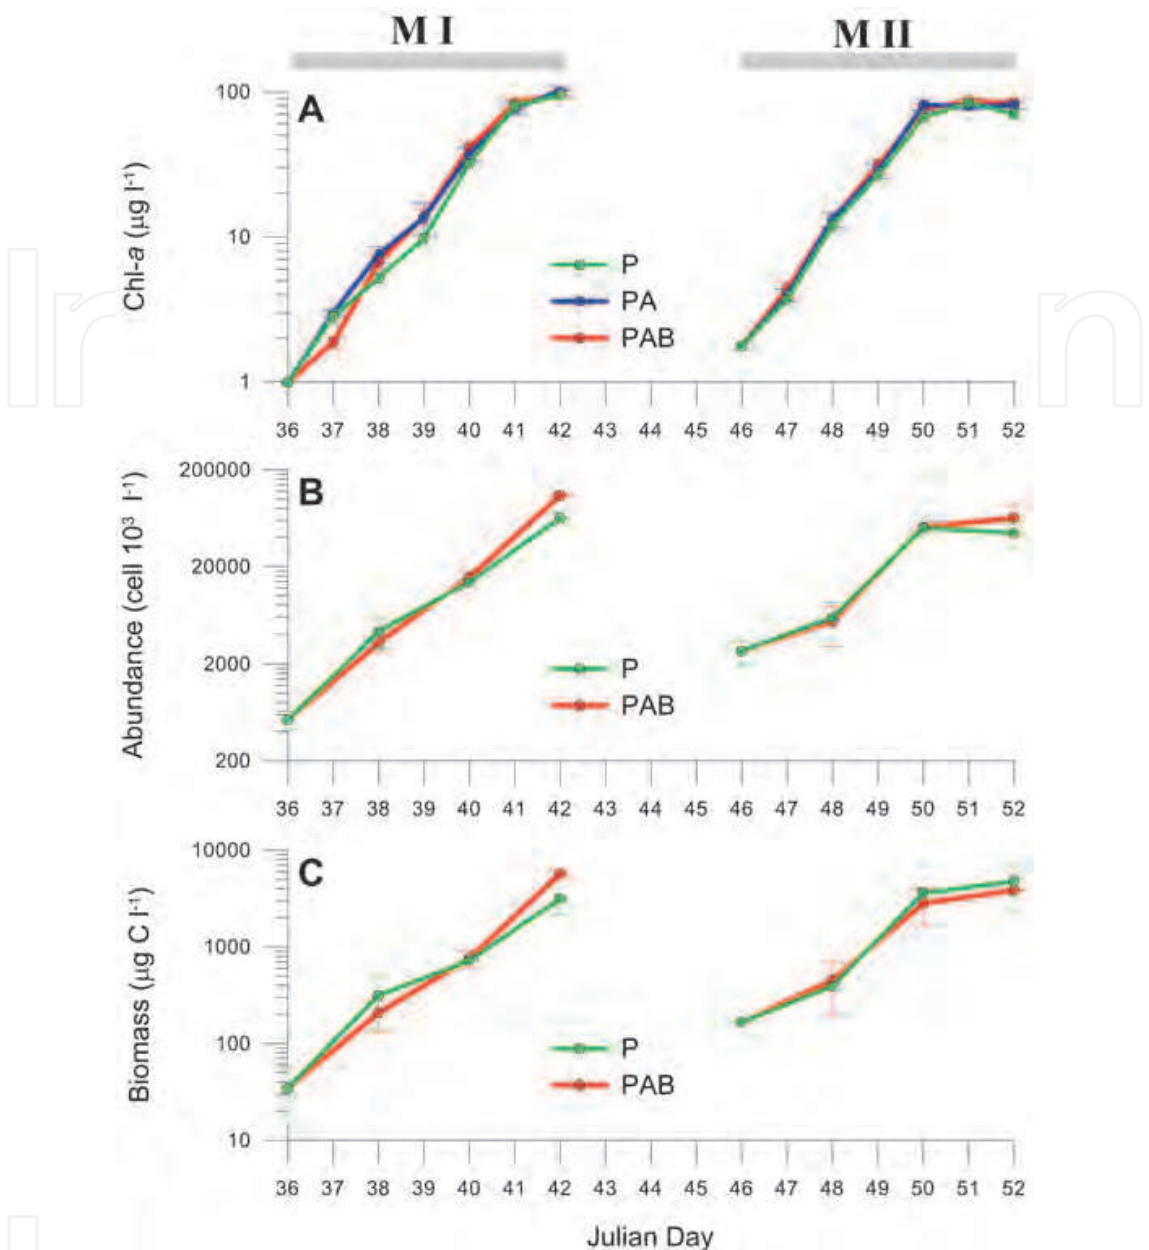 M I M II
100 A
10
1
Chl-a (µg l-1)
P
PA
PAB
36 37 38 39 40 41 42 43 44 45 46 47 48 49 50 51 52
200000 B
20000
2000
200
Abundance (cell 10³ l-1)
P
PAB
36 37 38 39 40 41 42 43 44 45 46 47 48 49 50 51 52
10000 C
1000
100
10
Biomass (µg C l-1)
P
PAB
36 37 38 39 40 41 42 43 44 45 46 47 48 49 50 51 52
Julian Day